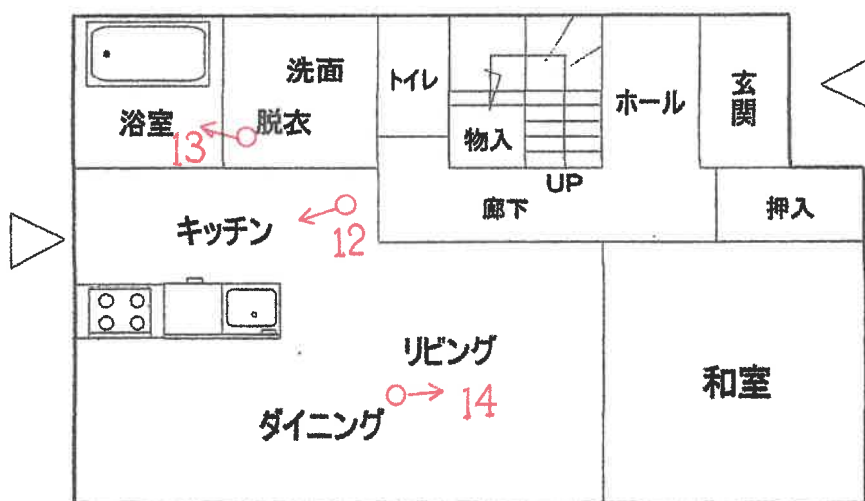 洗面
トイレ
ホール
玄関
浴室
脱衣
13
物入
UP
キッチン
12
廊下
押入
リビング
和室
14
ダイニング